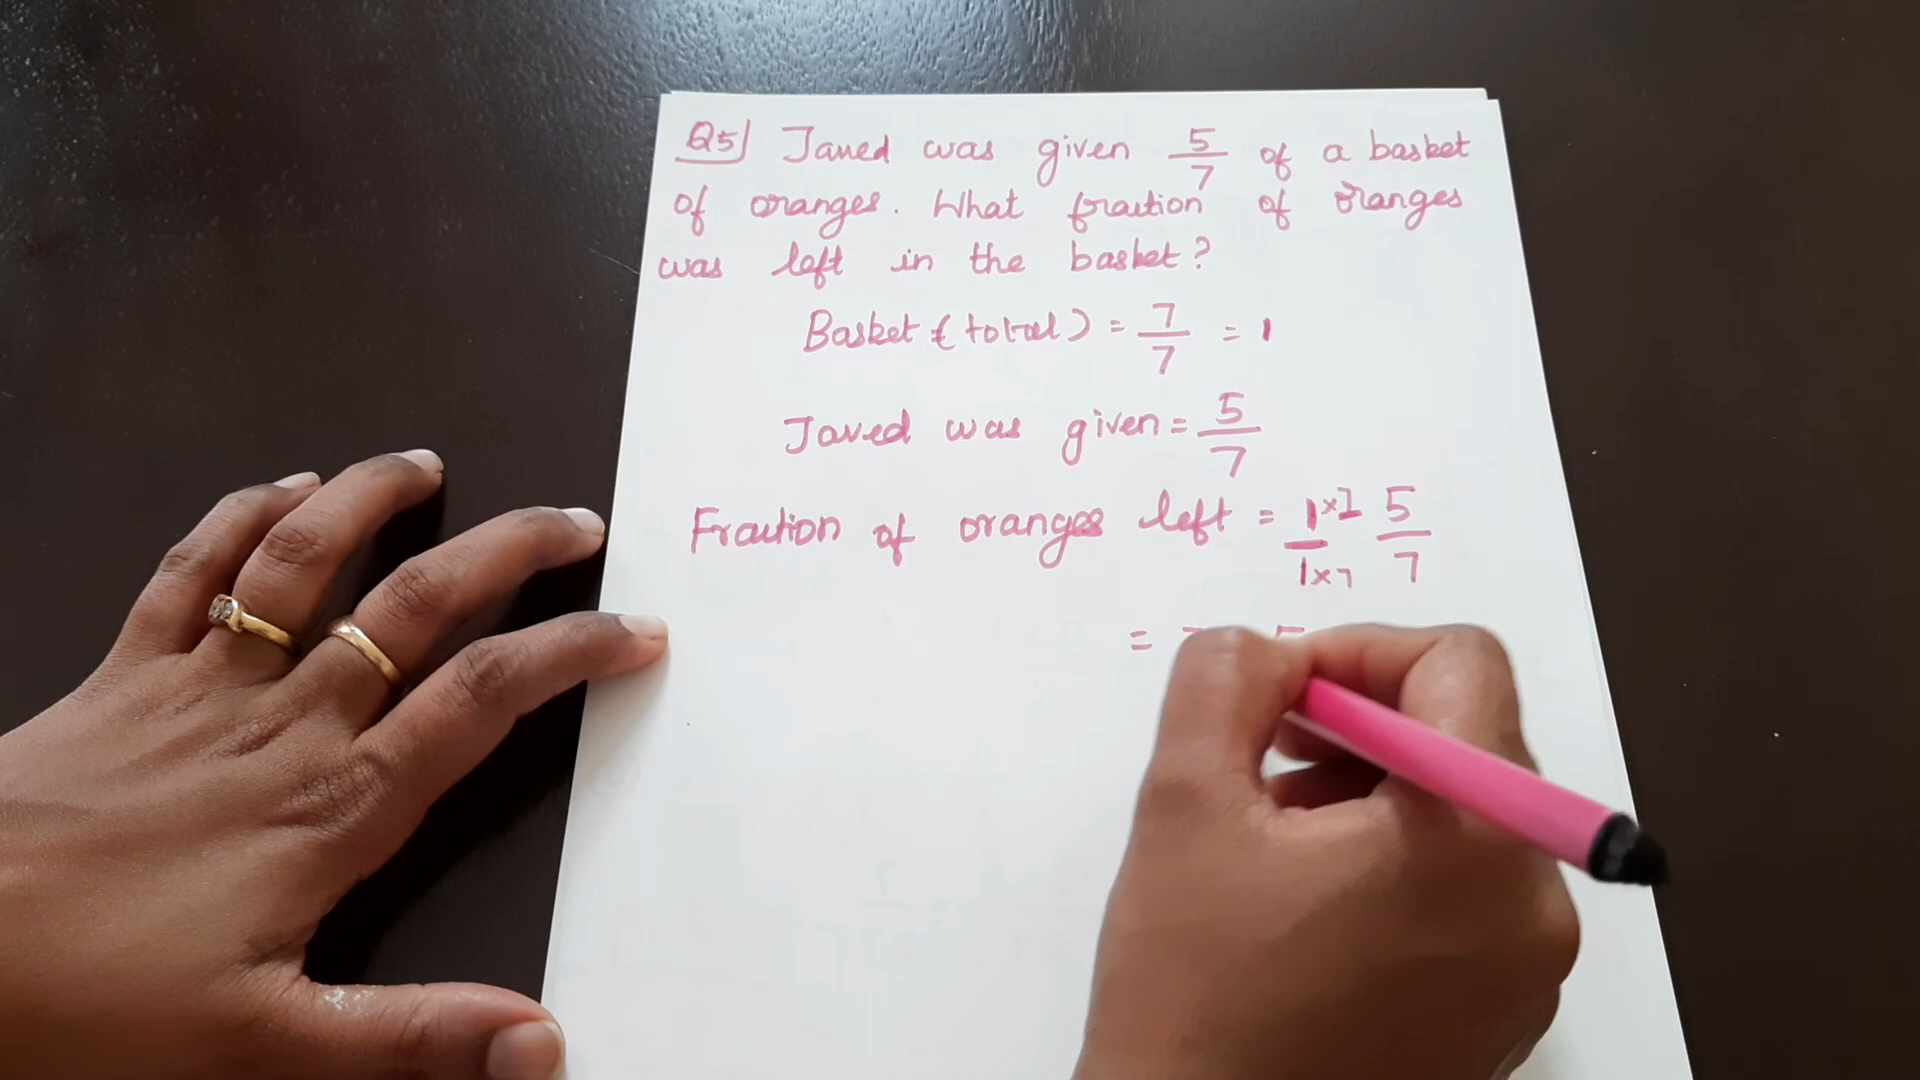 Q5 Javed was given 5/7 of a basket
of oranges. What fraction of oranges
was left in the basket?
Basket (total) = 7/7 = 1
Javed was given = 5/7
Fraction of oranges left = 1×7/1×7 5/7
=